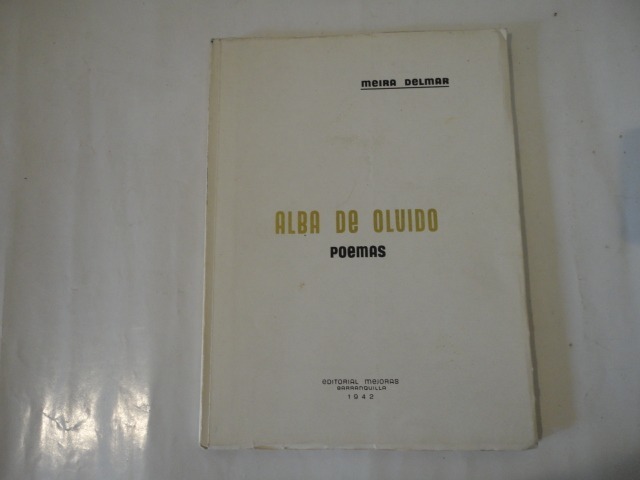 MEIRA DELMAR
ALBA DE OLVIDO
POEMAS
EDITORIAL MEJORAS
BARRANQUILLA
1942